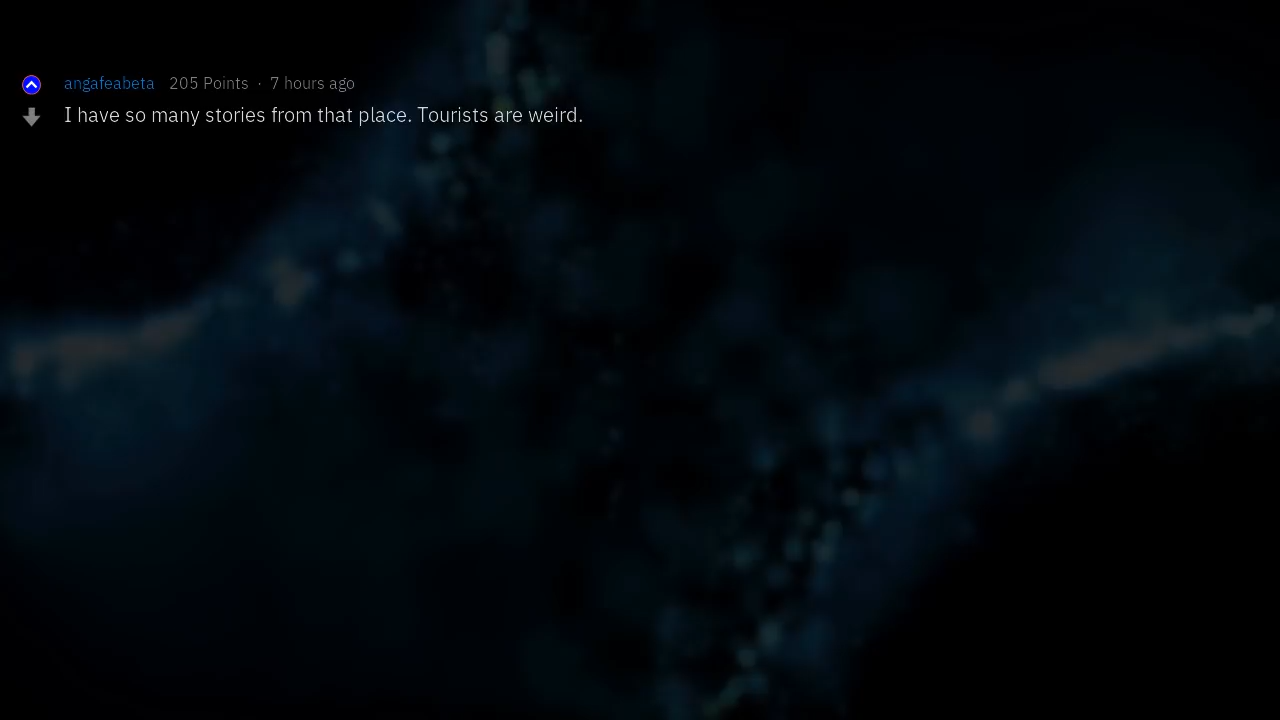 angafeabeta 205 Points · 7 hours ago
I have so many stories from that place. Tourists are weird.